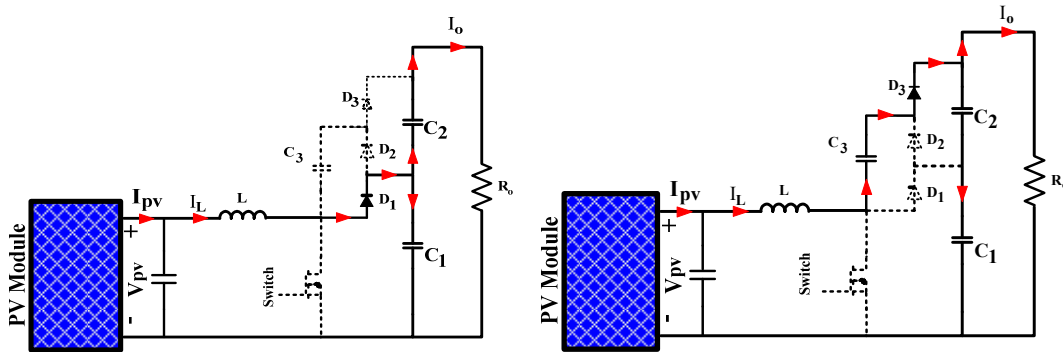 Io
D3
C2
C3
D2
Ro
Ipv
IL
L
D1
+
PV Module
Vpv
C1
Switch
-
Io
D3
C2
D2
C3
R
Ipv
IL
L
D1
+
PV Module
Vpv
C1
Switch
-